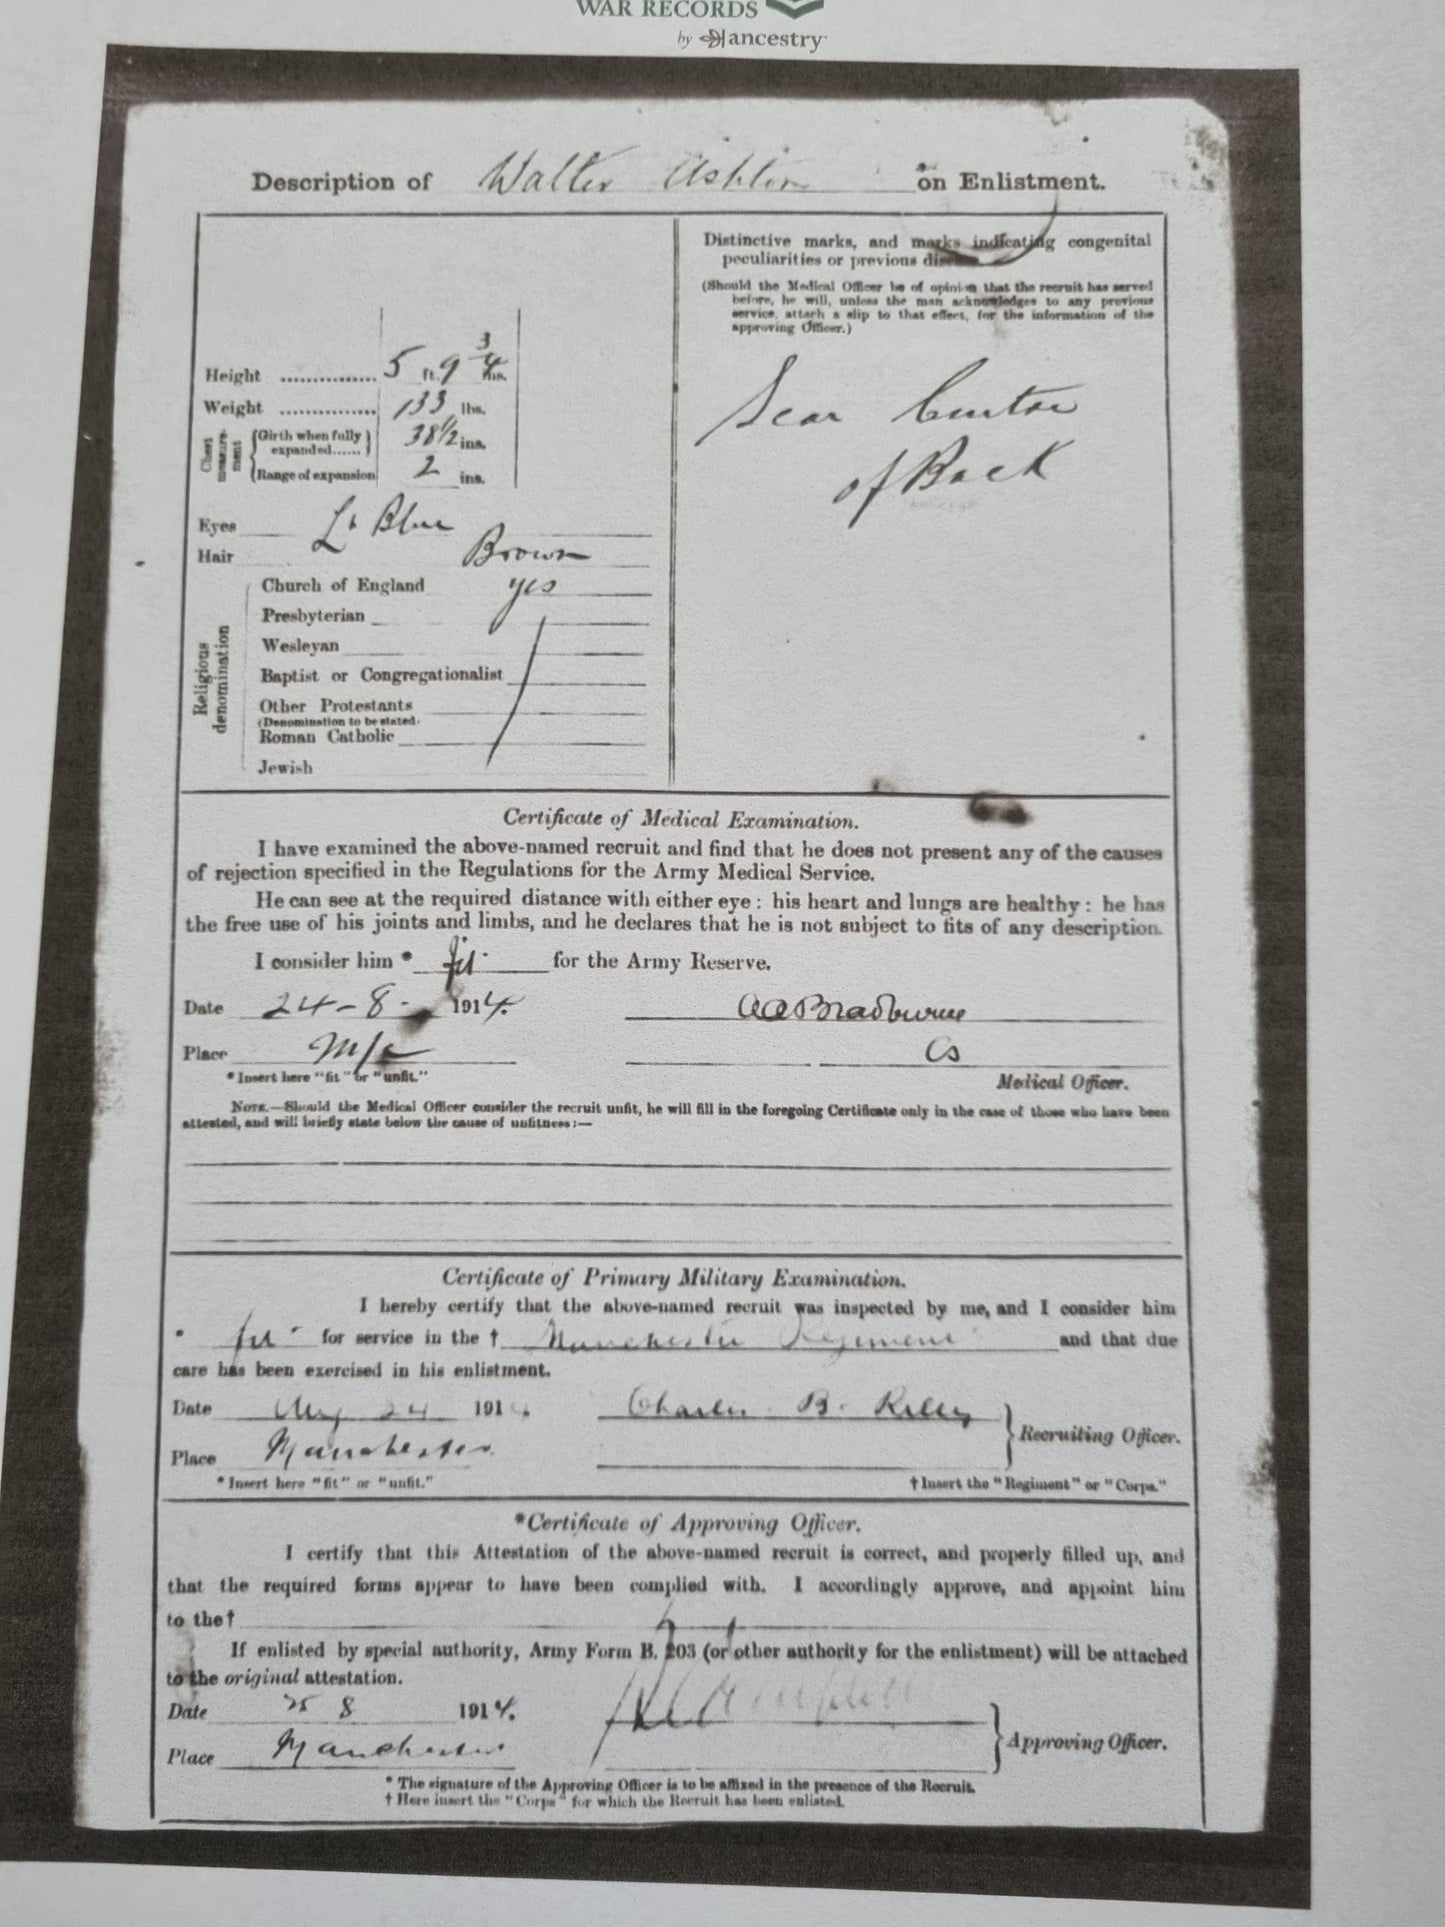 WAR RECORDS
by ancestry
Description of Walter Ashton on Enlistment.
Height ............... 5 ft. 9 3/4 ins.
Weight ............... 133 lbs.
Chest measurement
Girth when fully expanded...... 38 1/2 ins.
Range of expansion 2 ins.
Eyes Lt Blue
Hair Brown
Religious denomination
Church of England yes
Presbyterian
Wesleyan
Baptist or Congregationalist
Other Protestants
(Denomination to be stated.
Roman Catholic
Jewish
Distinctive marks, and marks indicating congenital
peculiarities or previous disease.
(Should the Medical Officer be of opinion that the recruit has served
before, he will, unless the man acknowledges to any previous
service, attach a slip to that effect, for the information of the
approving Officer.)
Scar Centre
of Back
Certificate of Medical Examination.
I have examined the above-named recruit and find that he does not present any of the causes
of rejection specified in the Regulations for the Army Medical Service.
He can see at the required distance with either eye: his heart and lungs are healthy: he has
the free use of his joints and limbs, and he declares that he is not subject to fits of any description.
I consider him * fit for the Army Reserve.
Date 24-8- 1914.
Bradburne
Place M/c
Cs
*Insert here "fit" or "unfit."
Medical Officer.
NOTE.—Should the Medical Officer consider the recruit unfit, he will fill in the foregoing Certificate only in the case of those who have been
attested, and will briefly state below the cause of unfitness:—
Certificate of Primary Military Examination.
I hereby certify that the above-named recruit was inspected by me, and I consider him
* fit for service in the † Manchester Regiment and that due
care has been exercised in his enlistment.
Date Aug 24 1914
Charles B. Riley
Recruiting Officer.
Place Manchester
*Insert here "fit" or "unfit."
†Insert the "Regiment" or "Corps."
*Certificate of Approving Officer.
I certify that this Attestation of the above-named recruit is correct, and properly filled up, and
that the required forms appear to have been complied with. I accordingly approve, and appoint him
to the†
If enlisted by special authority, Army Form B. 203 (or other authority for the enlistment) will be attached
to the original attestation.
Date 25 8 1914.
Place Manchester
Approving Officer.
* The signature of the Approving Officer is to be affixed in the presence of the Recruit.
† Here insert the "Corps" for which the Recruit has been enlisted.